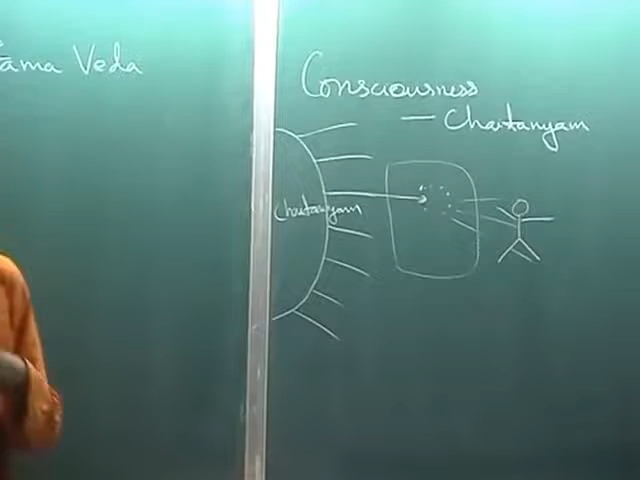 ama Veda
Consciousness
— Chaitanyam
Chaitanyam